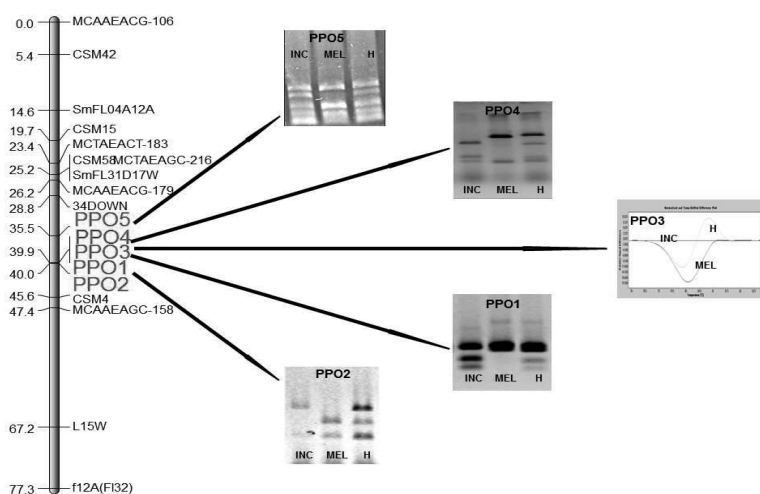 0.0 MCAAEACG-106
5.4 CSM42
14.6 SmFL04A12A
19.7 CSM15
23.4 MCTAEACT-183
CSM58MCTAEAGC-216
25.2 SmFL31D17W
26.2 MCAAEACG-179
28.8 34DOWN
35.5 PPO5
PPO4
39.9 PPO3
40.0 PPO1
PPO2
45.6 CSM4
47.4 MCAAEAGC-158
67.2 L15W
77.3 f12A(Fl32)
PPO5
INC MEL H
PPO4
INC MEL H
PPO3
INC
H
MEL
PPO1
INC MEL H
PPO2
INC MEL H